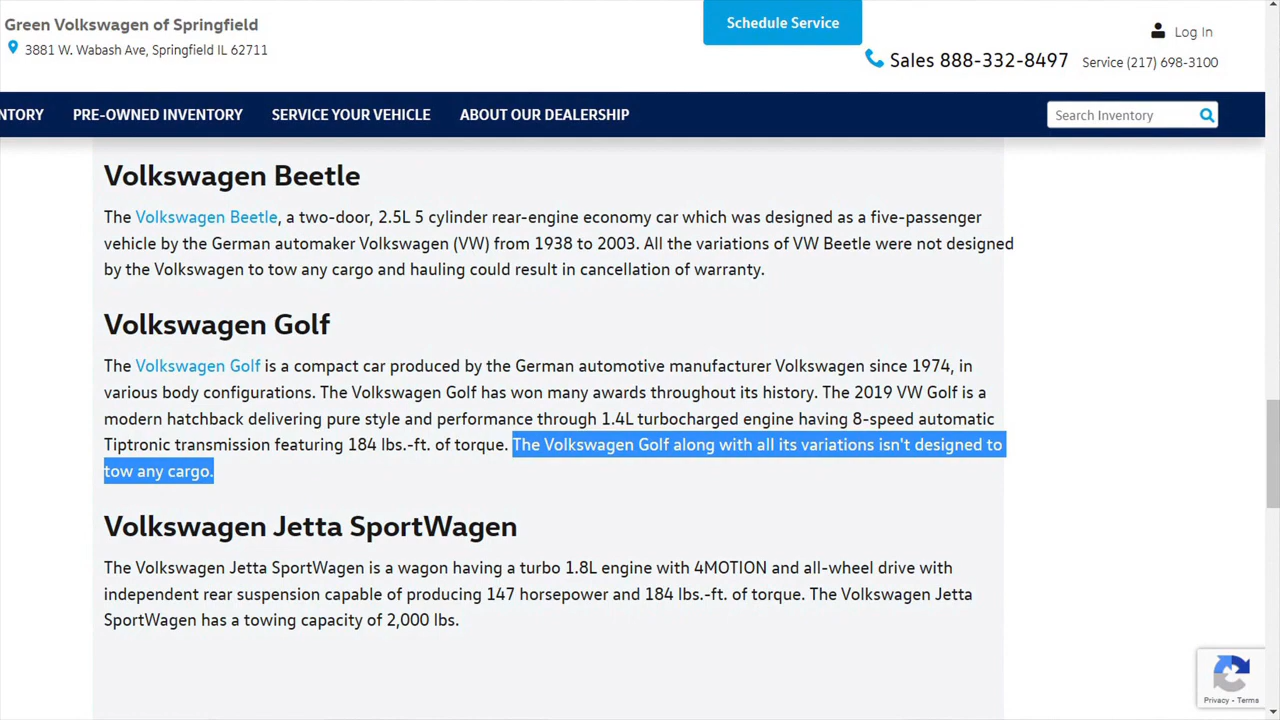 Green Volkswagen of Springfield
3881 W. Wabash Ave, Springfield IL 62711
Schedule Service
Log In
Sales 888-332-8497
Service (217) 698-3100
NTORY
PRE-OWNED INVENTORY
SERVICE YOUR VEHICLE
ABOUT OUR DEALERSHIP
Search Inventory
Volkswagen Beetle
The Volkswagen Beetle, a two-door, 2.5L 5 cylinder rear-engine economy car which was designed as a five-passenger
vehicle by the German automaker Volkswagen (VW) from 1938 to 2003. All the variations of VW Beetle were not designed
by the Volkswagen to tow any cargo and hauling could result in cancellation of warranty.
Volkswagen Golf
The Volkswagen Golf is a compact car produced by the German automotive manufacturer Volkswagen since 1974, in
various body configurations. The Volkswagen Golf has won many awards throughout its history. The 2019 VW Golf is a
modern hatchback delivering pure style and performance through 1.4L turbocharged engine having 8-speed automatic
Tiptronic transmission featuring 184 lbs.-ft. of torque. The Volkswagen Golf along with all its variations isn't designed to
tow any cargo.
Volkswagen Jetta SportWagen
The Volkswagen Jetta SportWagen is a wagon having a turbo 1.8L engine with 4MOTION and all-wheel drive with
independent rear suspension capable of producing 147 horsepower and 184 lbs.-ft. of torque. The Volkswagen Jetta
SportWagen has a towing capacity of 2,000 lbs.
Privacy - Terms